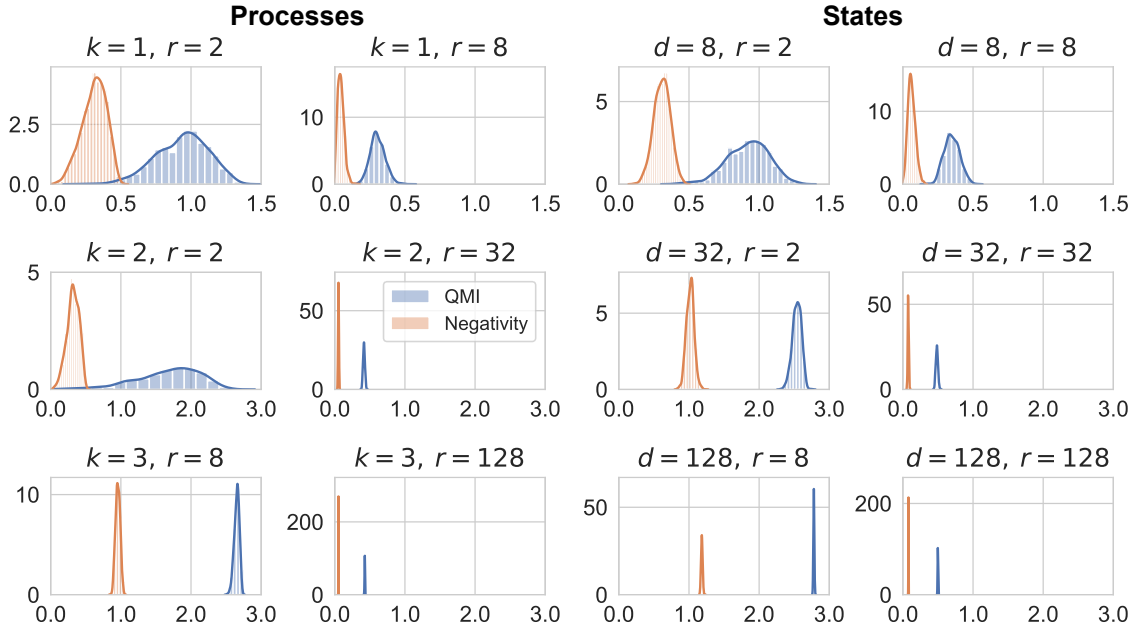 Processes States
k = 1, r = 2 k = 1, r = 8 d = 8, r = 2 d = 8, r = 8
2.5
0.0
0.0 0.5 1.0 1.5
10
0
0.0 0.5 1.0 1.5
5
0
0.0 0.5 1.0 1.5
10
0
0.0 0.5 1.0 1.5
k = 2, r = 2 k = 2, r = 32 d = 32, r = 2 d = 32, r = 32
5
0
0.0 1.0 2.0 3.0
50
0
QMI
Negativity
0.0 1.0 2.0 3.0
5
0
0.0 1.0 2.0 3.0
50
0
0.0 1.0 2.0 3.0
k = 3, r = 8 k = 3, r = 128 d = 128, r = 8 d = 128, r = 128
10
0
0.0 1.0 2.0 3.0
200
0
0.0 1.0 2.0 3.0
50
0
0.0 1.0 2.0 3.0
200
0
0.0 1.0 2.0 3.0